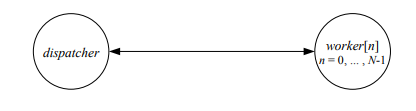 dispatcher
worker[n]
n = 0, ... , N-1